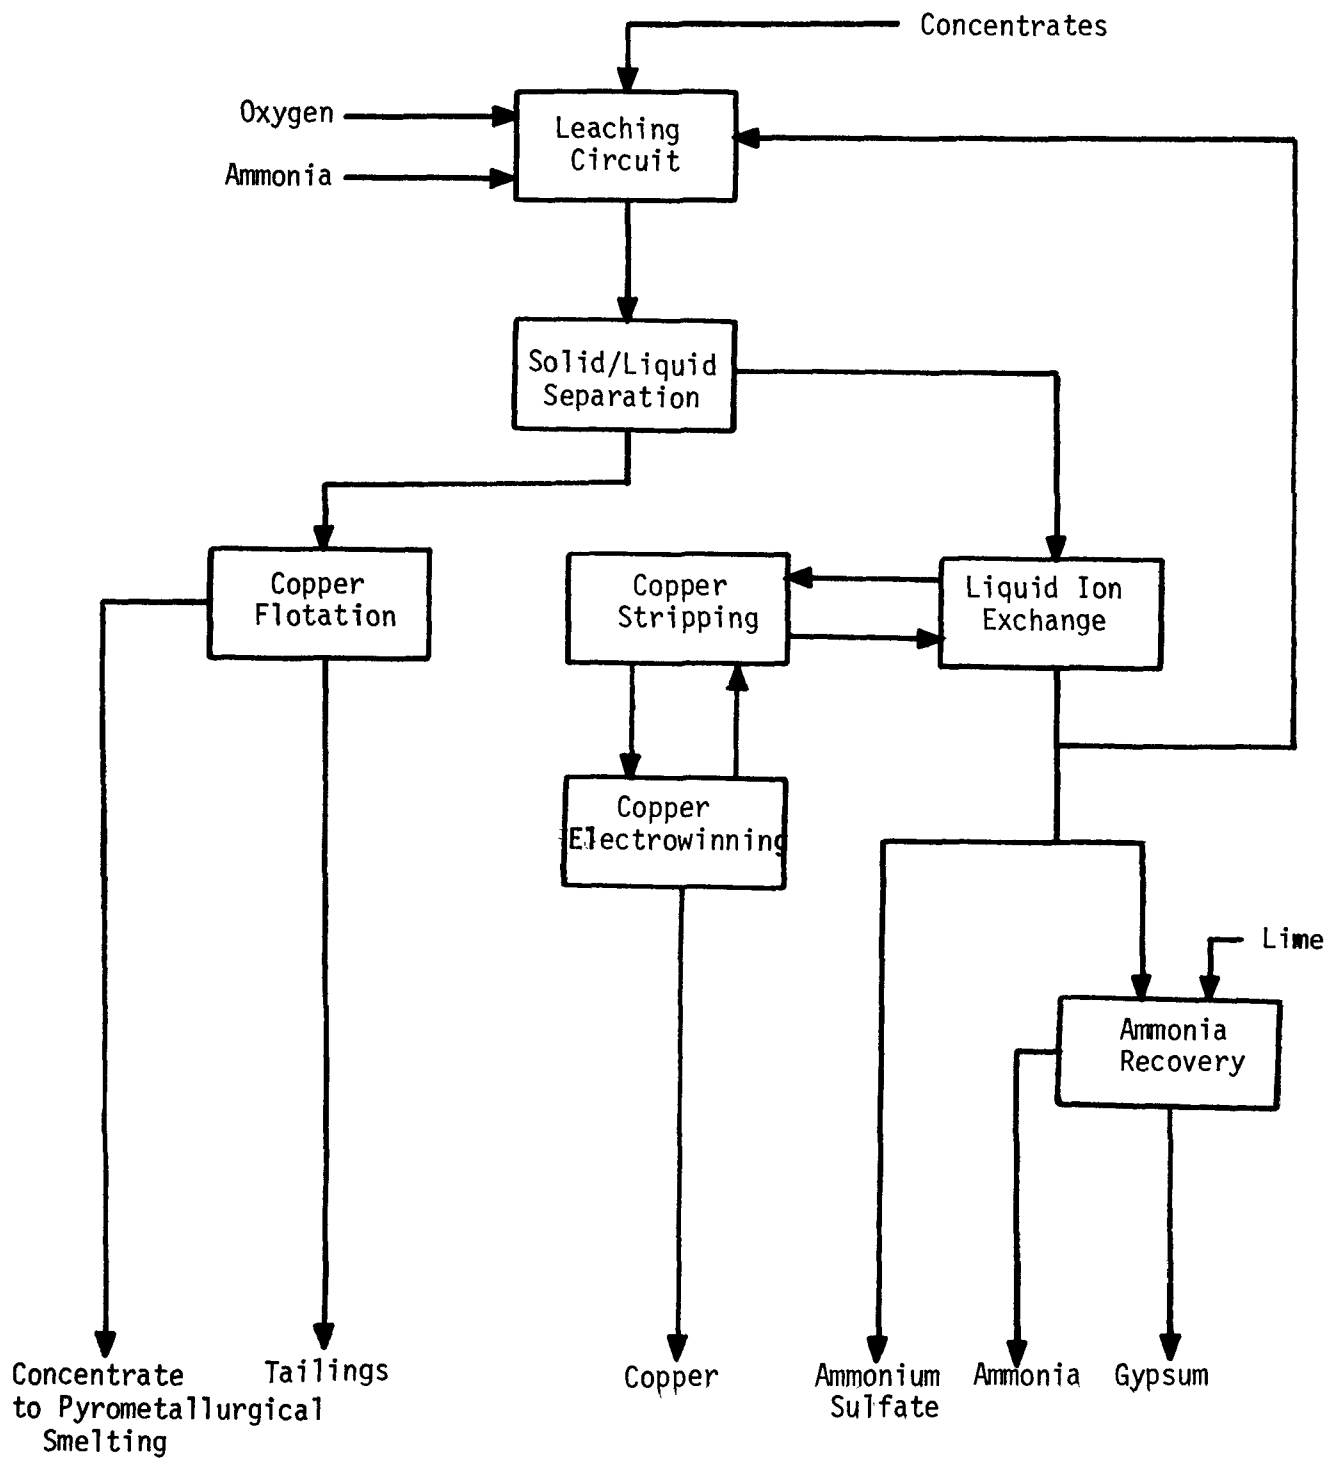 Concentrates
Oxygen
Leaching
Circuit
Ammonia
Solid/Liquid
Separation
Copper
Flotation
Copper
Stripping
Liquid Ion
Exchange
Copper
Electrowinning
Lime
Ammonia
Recovery
Concentrate
to Pyrometallurgical
Smelting
Tailings
Copper
Ammonium
Sulfate
Ammonia
Gypsum